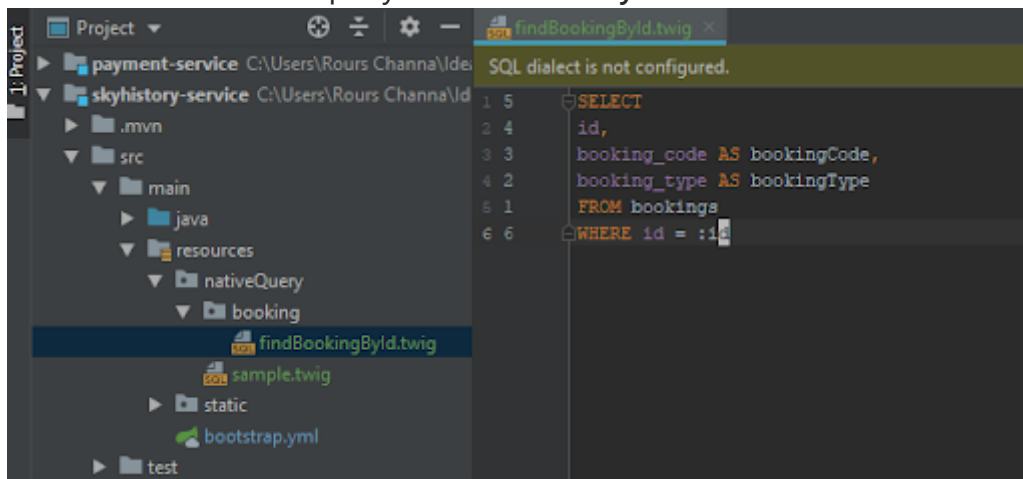 1: Project
Project
payment-service C:\Users\Rours Channa\Idea
skyhistory-service C:\Users\Rours Channa\Id
.mvn
src
main
java
resources
nativeQuery
booking
findBookingById.twig
sample.twig
static
bootstrap.yml
test
findBookingById.twig
SQL dialect is not configured.
1 5 SELECT
2 4 id,
3 3 booking_code AS bookingCode,
4 2 booking_type AS bookingType
5 1 FROM bookings
6 6 WHERE id = :id